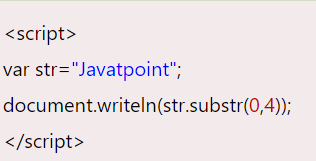 <script>
var str="Javatpoint";
document.writeln(str.substr(0,4));
</script>